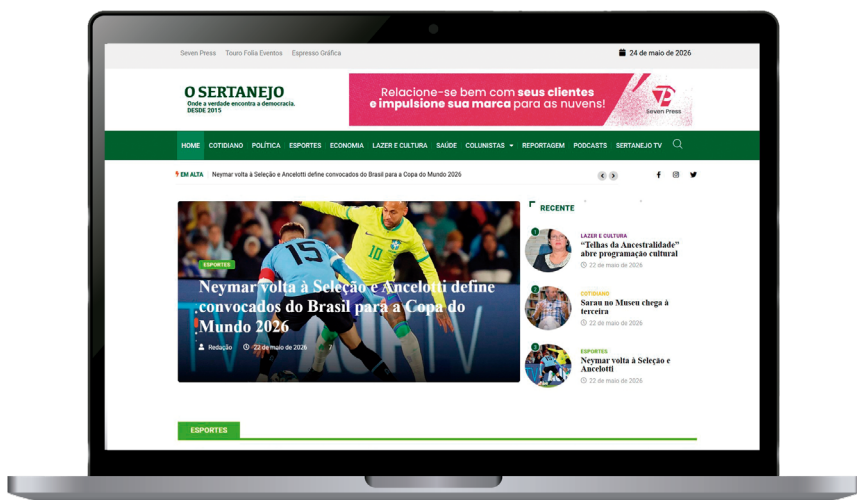 Seven Press Touro Folia Eventos Espresso Gráfica
24 de maio de 2026
O SERTANEJO
Onde a verdade encontra a democracia.
DESDE 2015
Relacione-se bem com seus clientes
e impulsione sua marca para as nuvens!
Seven Press
HOME COTIDIANO POLÍTICA ESPORTES ECONOMIA LAZER E CULTURA SAÚDE COLUNISTAS REPORTAGEM PODCASTS SERTANEJO TV
EM ALTA Neymar volta à Seleção e Ancelotti define convocados do Brasil para a Copa do Mundo 2026
15
10
ESPORTES
Neymar volta à Seleção e Ancelotti define
convocados do Brasil para a Copa do
Mundo 2026
Redação 22 de maio de 2026 7
RECENTE
1
LAZER E CULTURA
“Telhas da Ancestralidade”
abre programação cultural
22 de maio de 2026
2
COTIDIANO
Sarau no Museu chega à
terceira
22 de maio de 2026
3
ESPORTES
Neymar volta à Seleção e
Ancelotti
22 de maio de 2026
ESPORTES